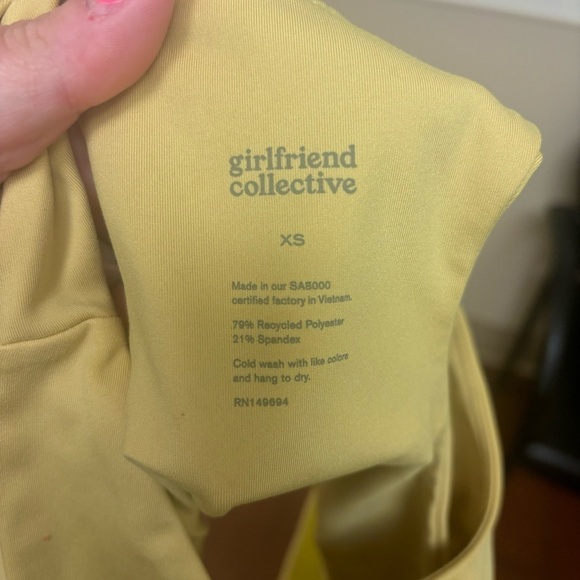 girlfriend
collective
XS
Made in our SA8000
certified factory in Vietnam.
79% Recycled Polyester
21% Spandex
Cold wash with like colors
and hang to dry.
RN149694